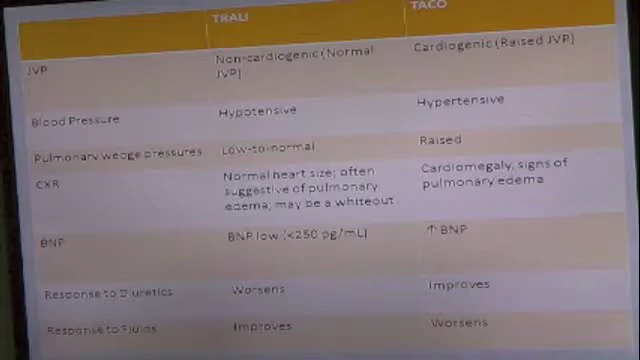 TRALI TACO
JVP Non-cardiogenic (Normal JVP) Cardiogenic (Raised JVP)
Blood Pressure Hypotensive Hypertensive
Pulmonary wedge pressures Low-to-normal Raised
CXR Normal heart size; often suggestive of pulmonary edema; may be a whiteout Cardiomegaly, signs of pulmonary edema
BNP BNP low (<250 pg/mL) ↑ BNP
Response to Diuretics Worsens Improves
Response to Fluids Improves Worsens